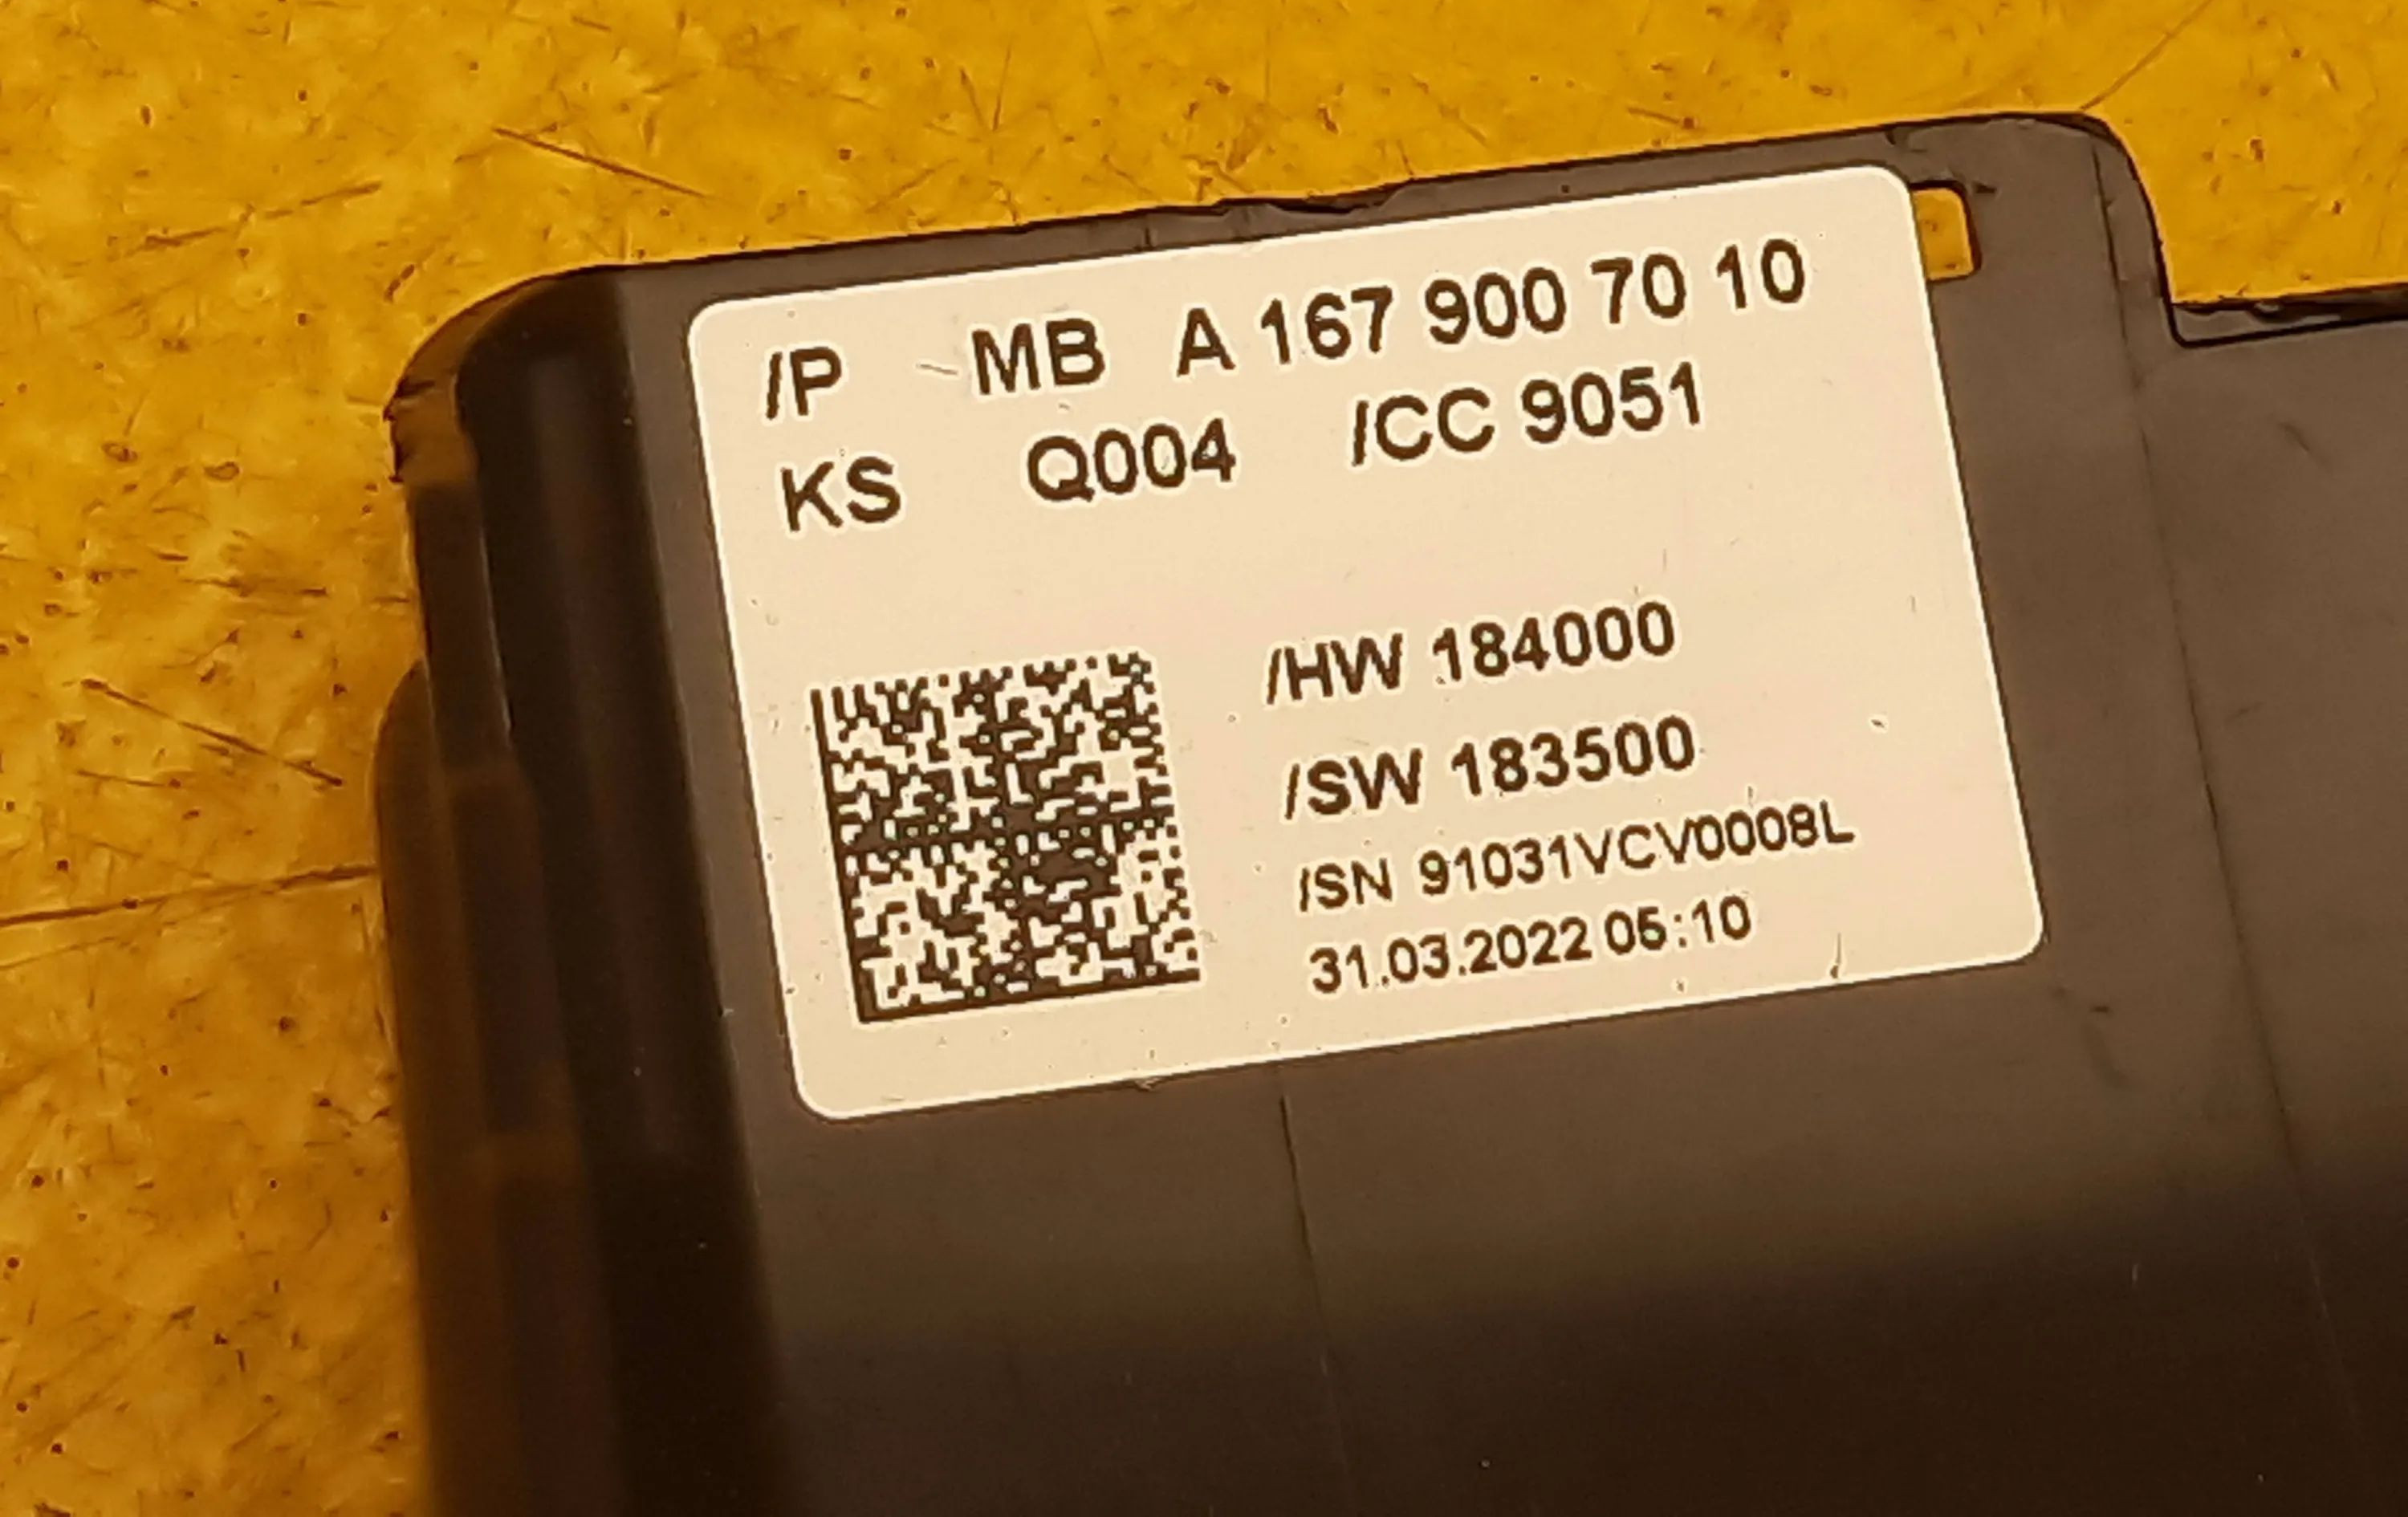 /P MB A 167 900 70 10
KS Q004 /CC 9051
/HW 184000
/SW 183500
/SN 91031VCV0008L
31.03.2022 05:10